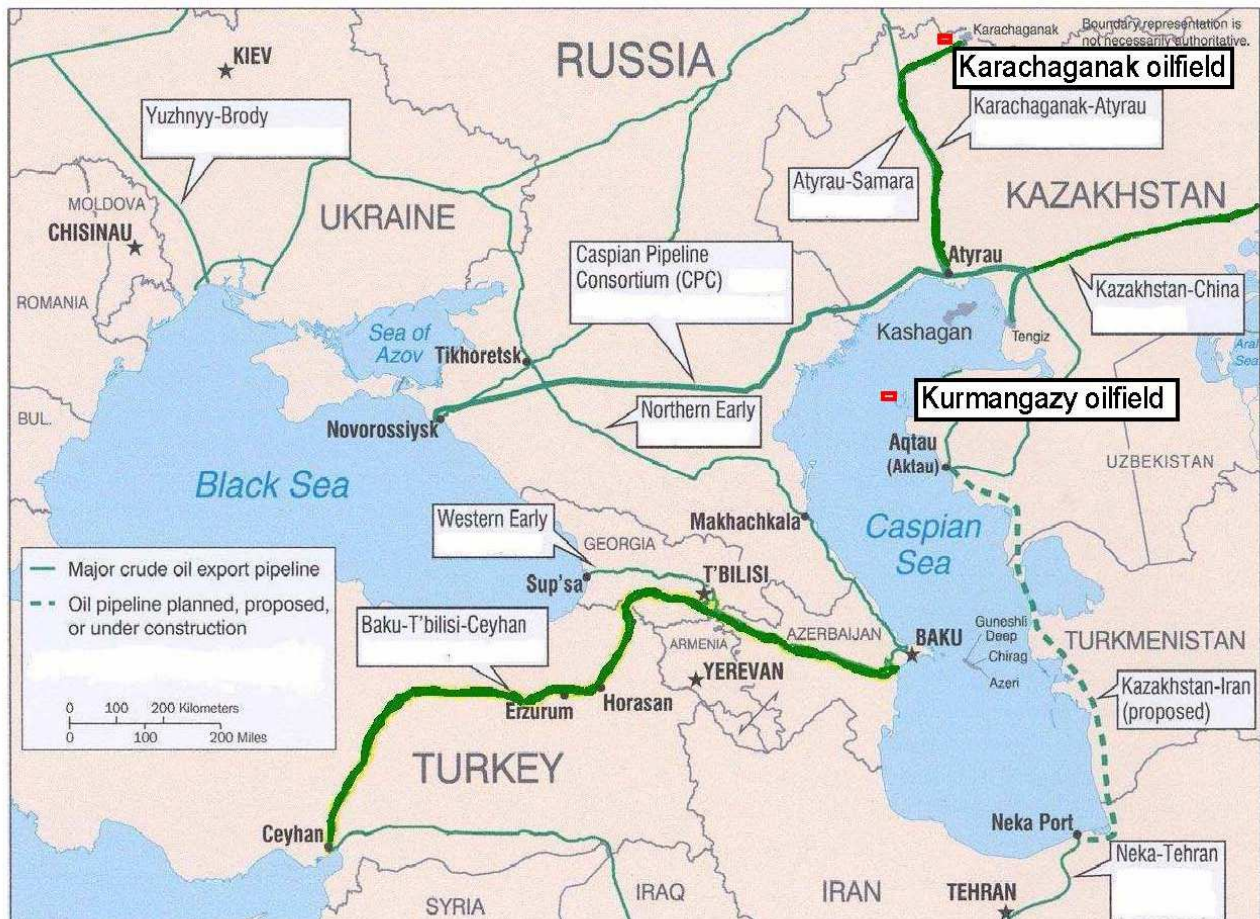 KIEV
RUSSIA
Karachaganak
Boundary representation is
not necessarily authoritative.
Karachaganak oilfield
Karachaganak-Atyrau
Yuzhnyy-Brody
Atyrau-Samara
KAZAKHSTAN
MOLDOVA
CHISINAU
UKRAINE
Caspian Pipeline
Consortium (CPC)
Atyrau
Kazakhstan-China
ROMANIA
Sea of
Azov
Kashagan
Tengiz
Aral
Sea
Tikhoretsk
Kurmangazy oilfield
Northern Early
BUL.
Novorossiysk
Aqtau
(Aktau)
UZBEKISTAN
Black Sea
Western Early
Makhachkala
Caspian
Sea
GEORGIA
Major crude oil export pipeline
Oil pipeline planned, proposed,
or under construction
0 100 200 Kilometers
0 100 200 Miles
Sup'sa
T'BILISI
Baku-T'bilisi-Ceyhan
ARMENIA
AZERBAIJAN
BAKU
Guneshli
Deep
Chirag
Azeri
TURKMENISTAN
YEREVAN
Kazakhstan-Iran
(proposed)
Erzurum
Horasan
TURKEY
Ceyhan
Neka Port
Neka-Tehran
SYRIA
IRAQ
IRAN
TEHRAN